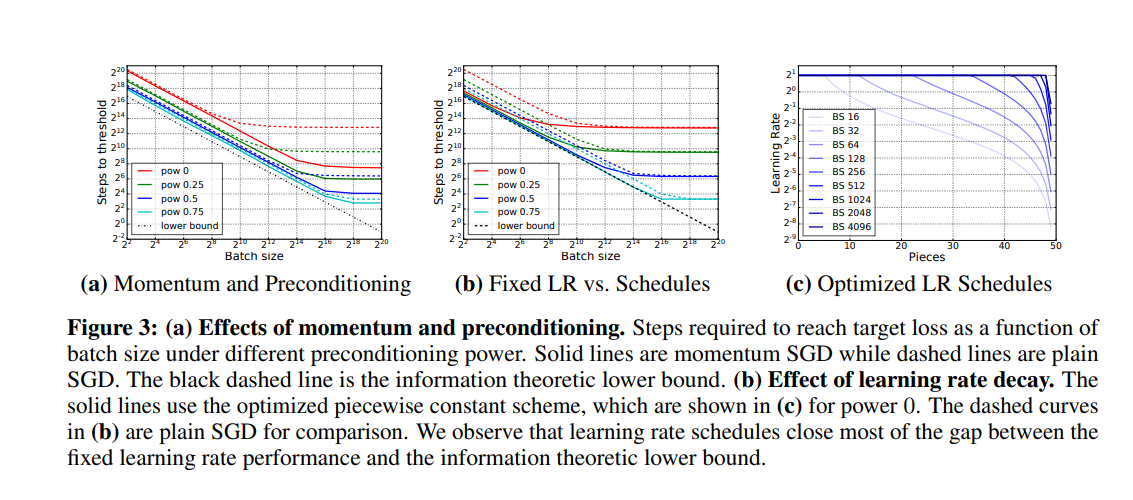 2^20
2^18
2^16
2^14
2^12
2^10
2^8
2^6
2^4
2^2
2^0
2^-2
Steps to threshold
pow 0
pow 0.25
pow 0.5
pow 0.75
lower bound
2^2 2^4 2^6 2^8 2^10 2^12 2^14 2^16 2^18 2^20
Batch size
2^20
2^18
2^16
2^14
2^12
2^10
2^8
2^6
2^4
2^2
2^0
2^-2
Steps to threshold
pow 0
pow 0.25
pow 0.5
pow 0.75
lower bound
2^2 2^4 2^6 2^8 2^10 2^12 2^14 2^16 2^18 2^20
Batch size
2^1
2^0
2^-1
2^-2
2^-3
2^-4
2^-5
2^-6
2^-7
2^-8
2^-9
Learning Rate
BS 16
BS 32
BS 64
BS 128
BS 256
BS 512
BS 1024
BS 2048
BS 4096
0 10 20 30 40 50
Pieces
(a) Momentum and Preconditioning
(b) Fixed LR vs. Schedules
(c) Optimized LR Schedules
Figure 3: (a) Effects of momentum and preconditioning. Steps required to reach target loss as a function of
batch size under different preconditioning power. Solid lines are momentum SGD while dashed lines are plain
SGD. The black dashed line is the information theoretic lower bound. (b) Effect of learning rate decay. The
solid lines use the optimized piecewise constant scheme, which are shown in (c) for power 0. The dashed curves
in (b) are plain SGD for comparison. We observe that learning rate schedules close most of the gap between the
fixed learning rate performance and the information theoretic lower bound.